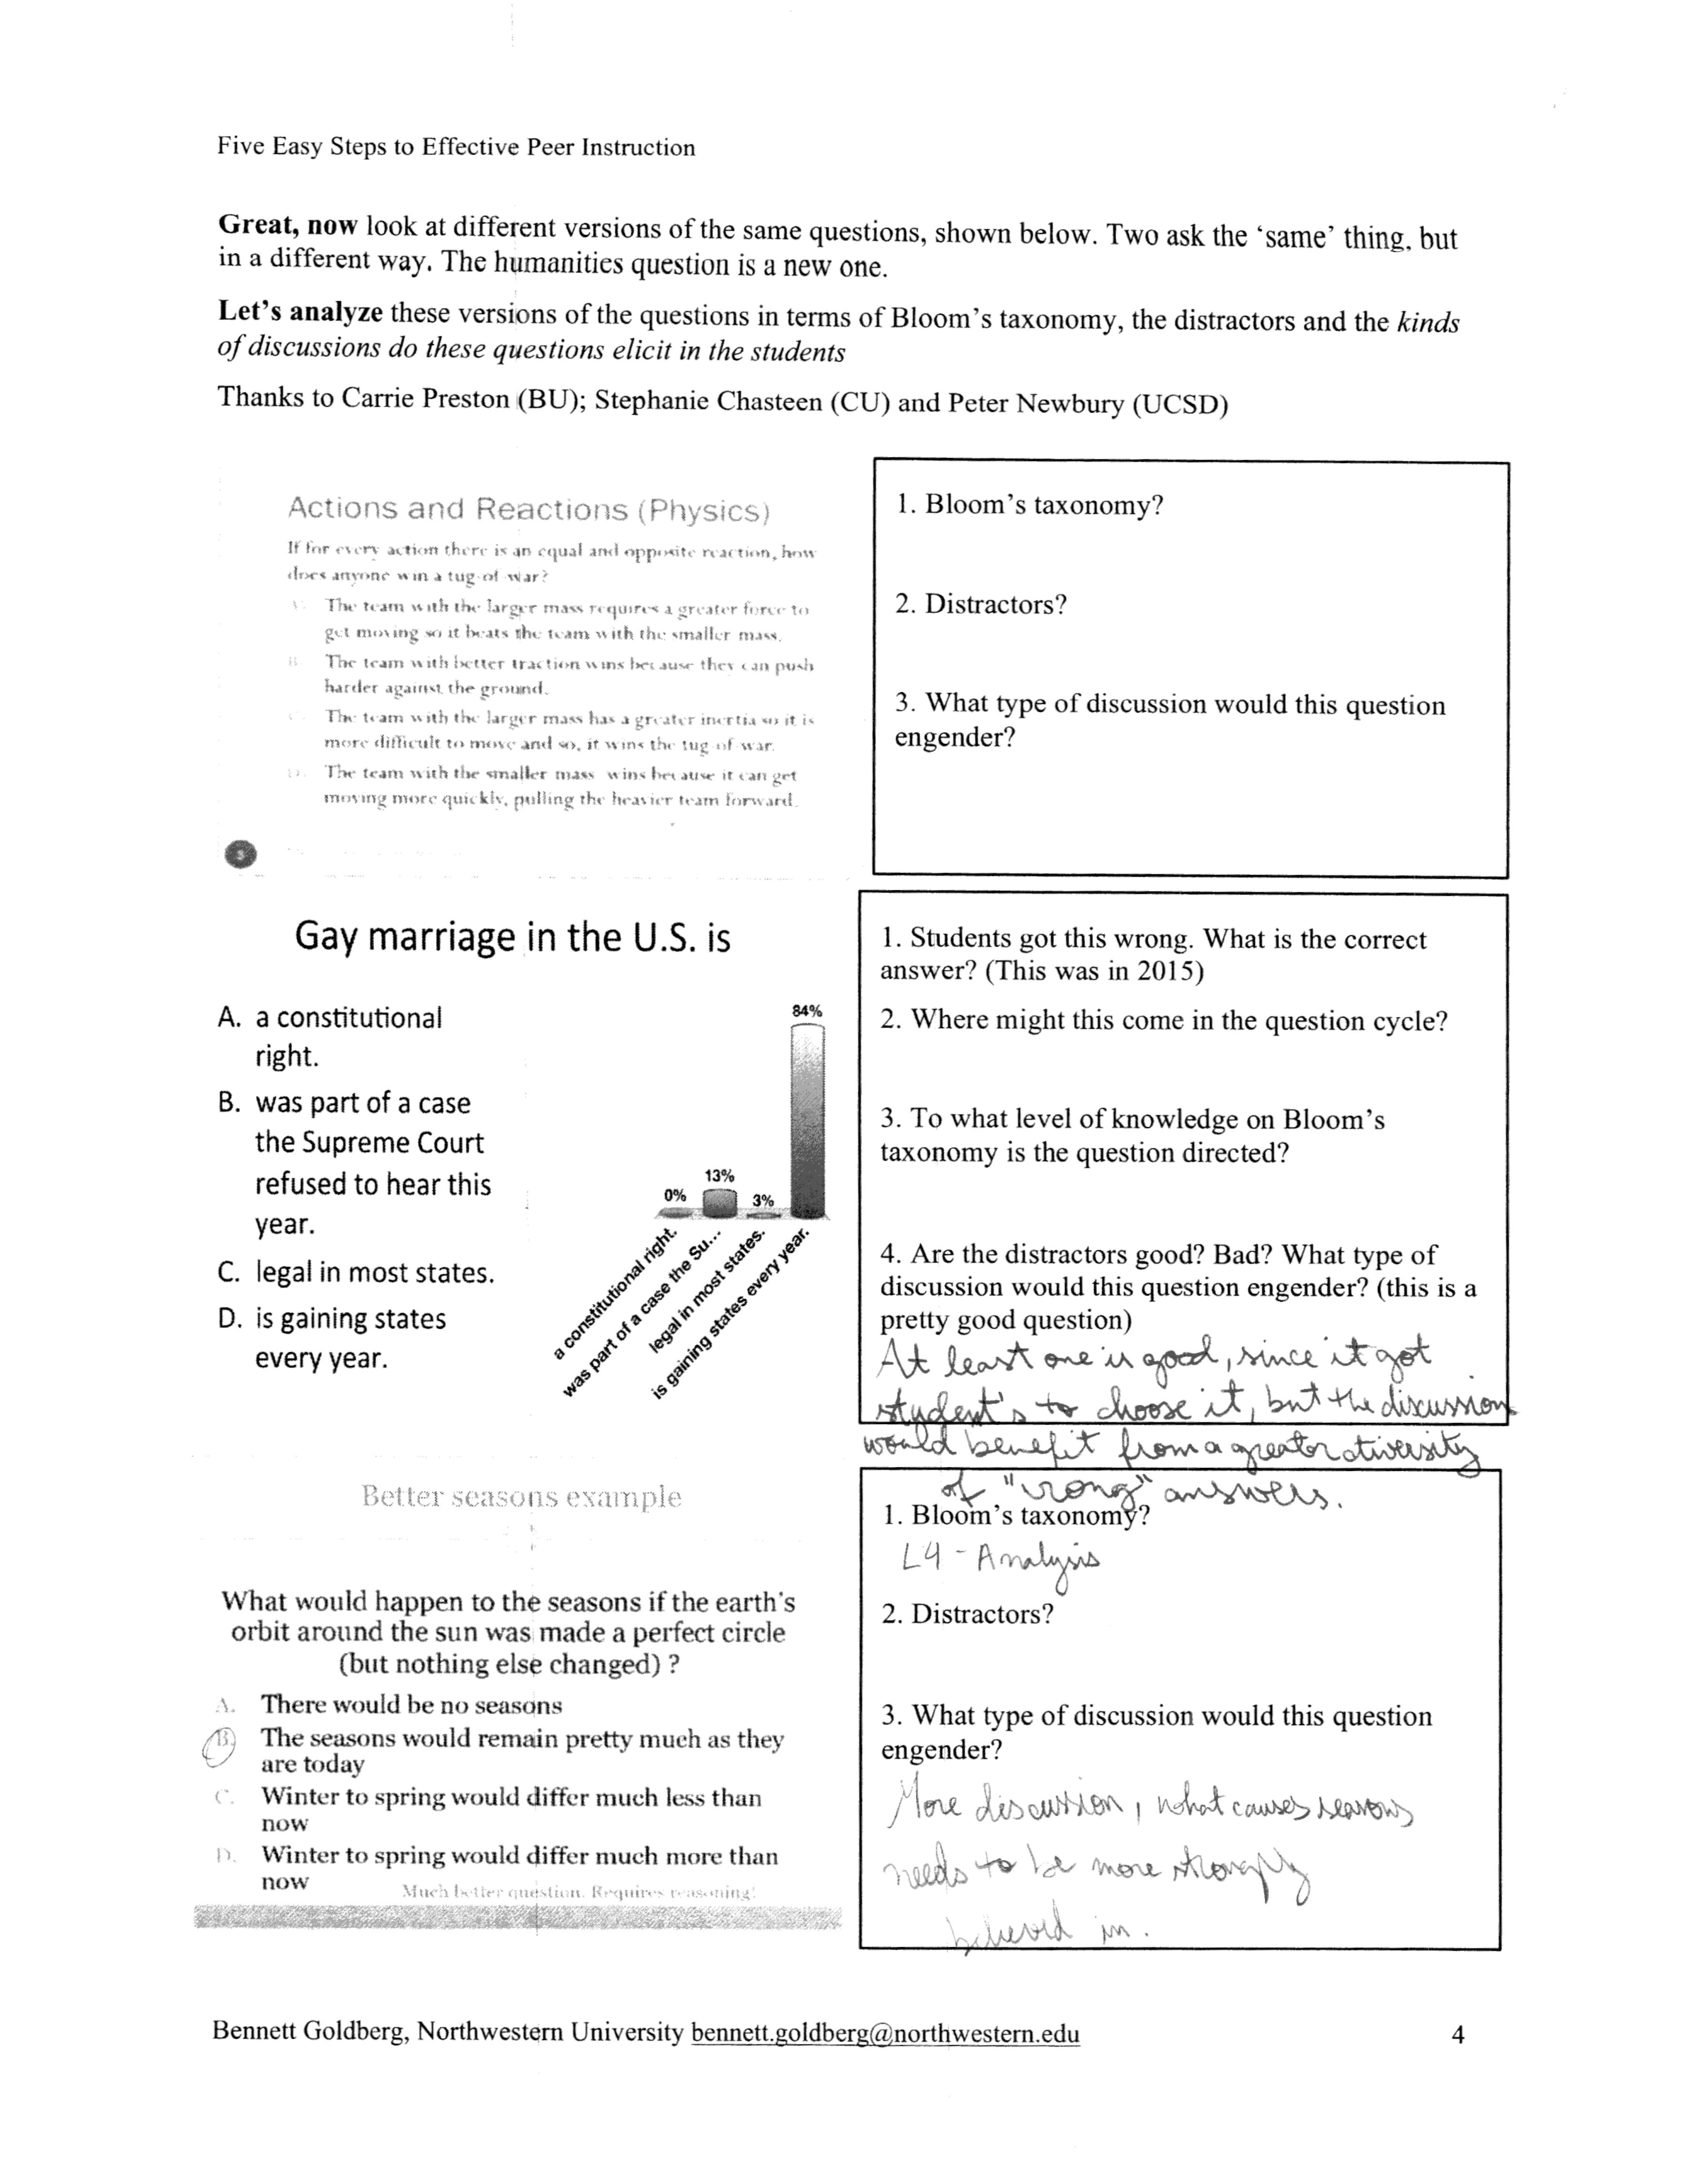 Five Easy Steps to Effective Peer Instruction
Great, now look at different versions of the same questions, shown below. Two ask the ‘same’ thing, but
in a different way. The humanities question is a new one.
Let’s analyze these versions of the questions in terms of Bloom’s taxonomy, the distractors and the kinds
of discussions do these questions elicit in the students
Thanks to Carrie Preston (BU); Stephanie Chasteen (CU) and Peter Newbury (UCSD)
Actions and Reactions (Physics)
If for every action there is an equal and opposite reaction, how
does anyone win a tug-of-war?
The team with the larger mass requires a greater force to
get moving so it beats the team with the smaller mass.
B. The team with better traction wins because they can push
harder against the ground.
C. The team with the larger mass has a greater inertia so it is
more difficult to move and so, it wins the tug-of-war.
D. The team with the smaller mass wins because it can get
moving more quickly, pulling the heavier team forward.
3
1. Bloom’s taxonomy?
2. Distractors?
3. What type of discussion would this question
engender?
Gay marriage in the U.S. is
A. a constitutional
right.
B. was part of a case
the Supreme Court
refused to hear this
year.
C. legal in most states.
D. is gaining states
every year.
0%
13%
3%
84%
a constitutional right.
was part of a case the Su...
legal in most states.
is gaining states every year.
1. Students got this wrong. What is the correct
answer? (This was in 2015)
2. Where might this come in the question cycle?
3. To what level of knowledge on Bloom’s
taxonomy is the question directed?
4. Are the distractors good? Bad? What type of
discussion would this question engender? (this is a
pretty good question)
At least one is good, since it got
student's to choose it, but the discussion
would benefit from a greater diversity
of "wrong" answers.
Better seasons example
What would happen to the seasons if the earth’s
orbit around the sun was made a perfect circle
(but nothing else changed) ?
A. There would be no seasons
B. The seasons would remain pretty much as they
are today
C. Winter to spring would differ much less than
now
D. Winter to spring would differ much more than
now
Much better question. Requires reasoning!
1. Bloom’s taxonomy?
L4 - Analysis
2. Distractors?
3. What type of discussion would this question
engender?
More discussion, what causes seasons
needs to be more strongly
believed in.
Bennett Goldberg, Northwestern University bennett.goldberg@northwestern.edu
4